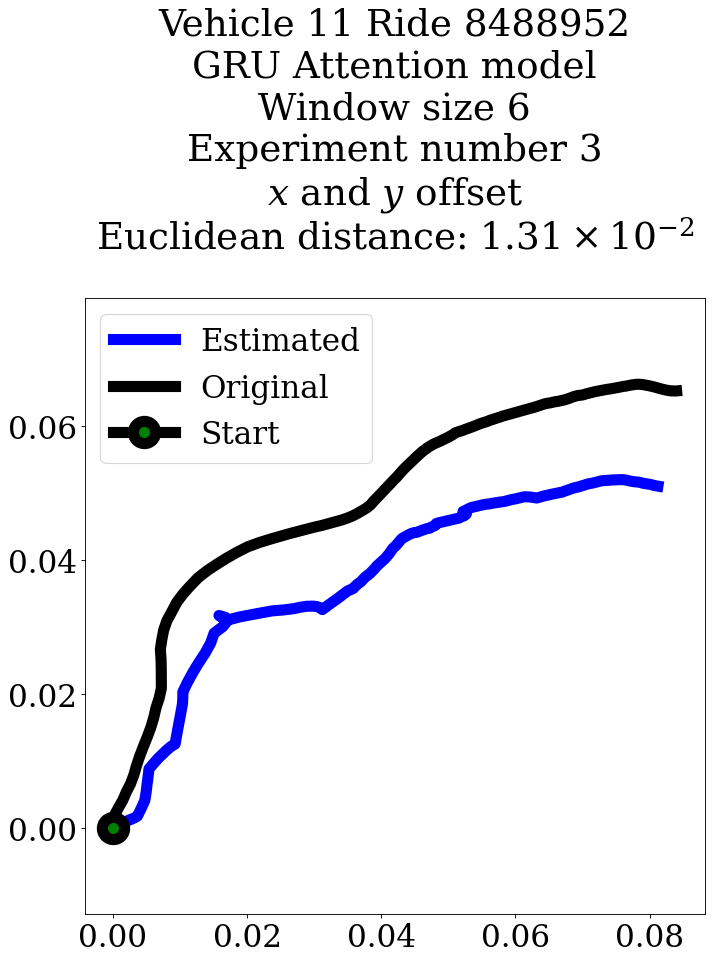 Vehicle 11 Ride 8488952
GRU Attention model
Window size 6
Experiment number 3
x and y offset
Euclidean distance: 1.31 × 10⁻²
Estimated
Original
Start
0.06
0.04
0.02
0.00
0.00 0.02 0.04 0.06 0.08